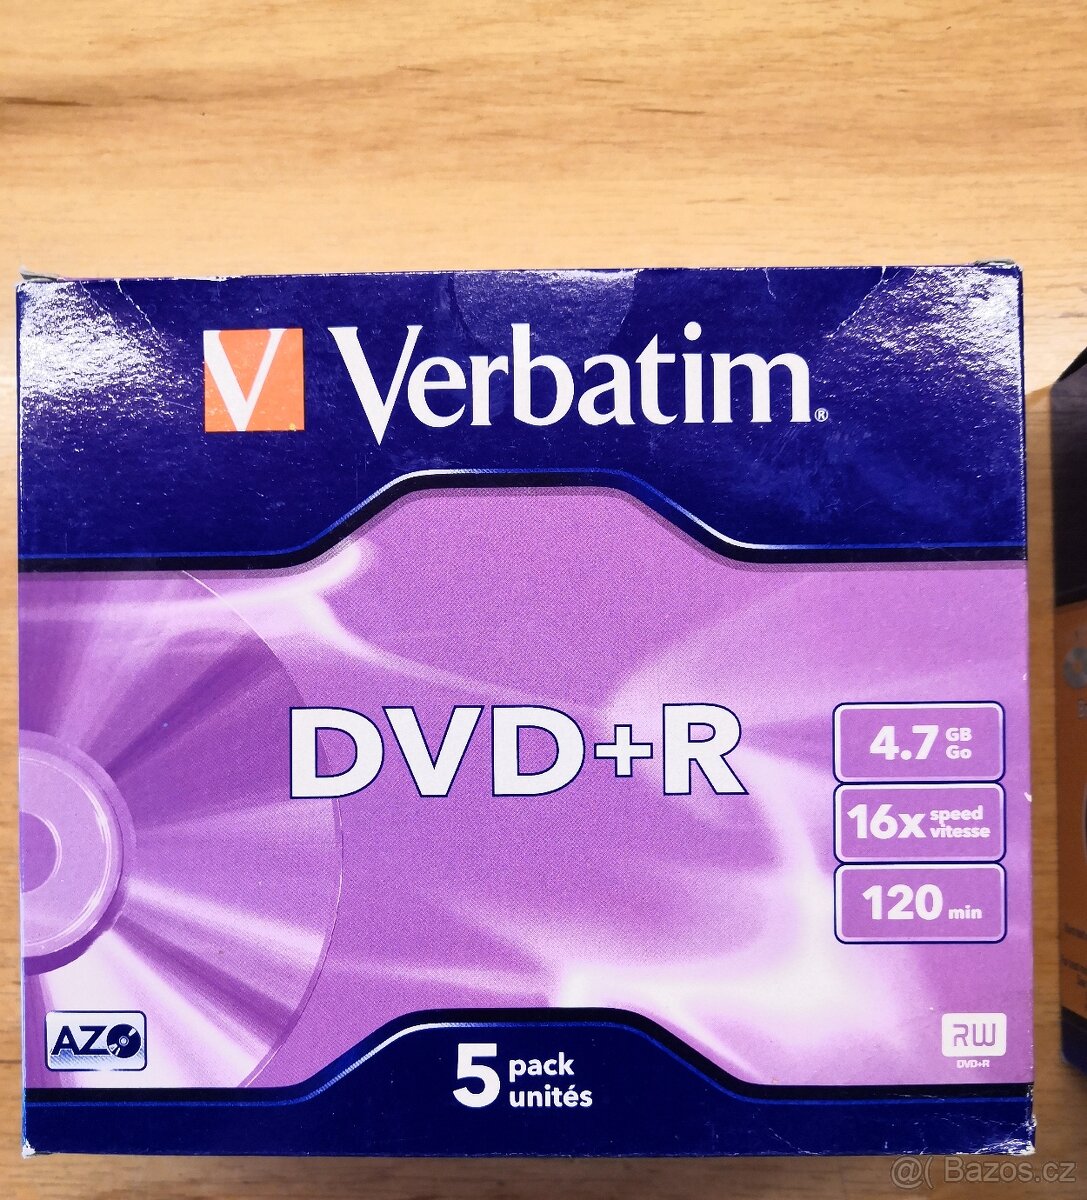 V Verbatim®
DVD+R
4.7 GB
Go
16x speed
vitesse
120 min
AZO
RW
DVD+R
5 pack
unités
@( Bazos.cz